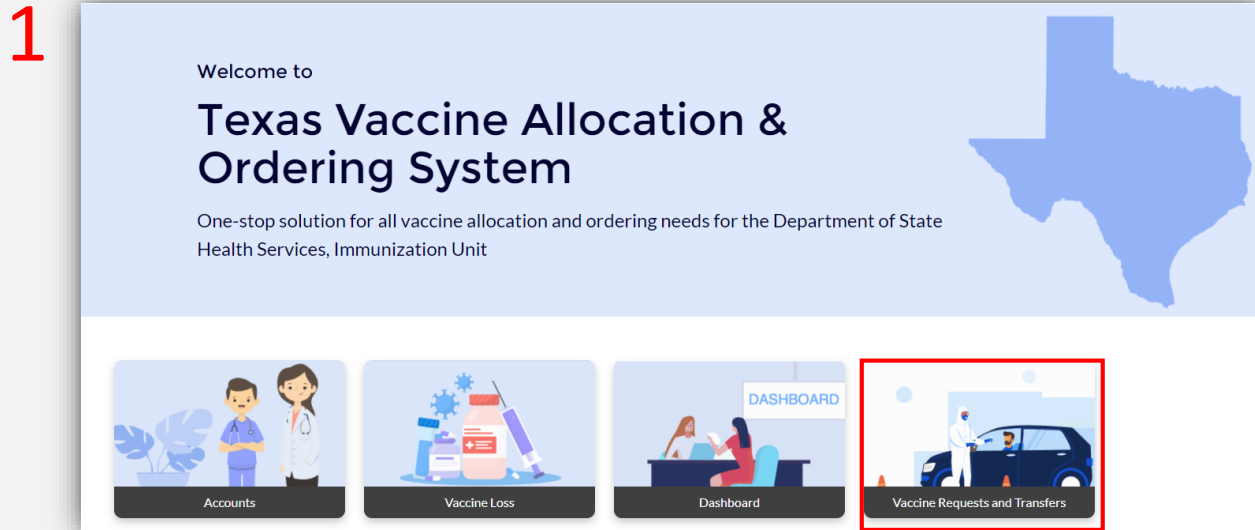 1
Welcome to
Texas Vaccine Allocation &
Ordering System
One-stop solution for all vaccine allocation and ordering needs for the Department of State
Health Services, Immunization Unit
DASHBOARD
Accounts
Vaccine Loss
Dashboard
Vaccine Requests and Transfers